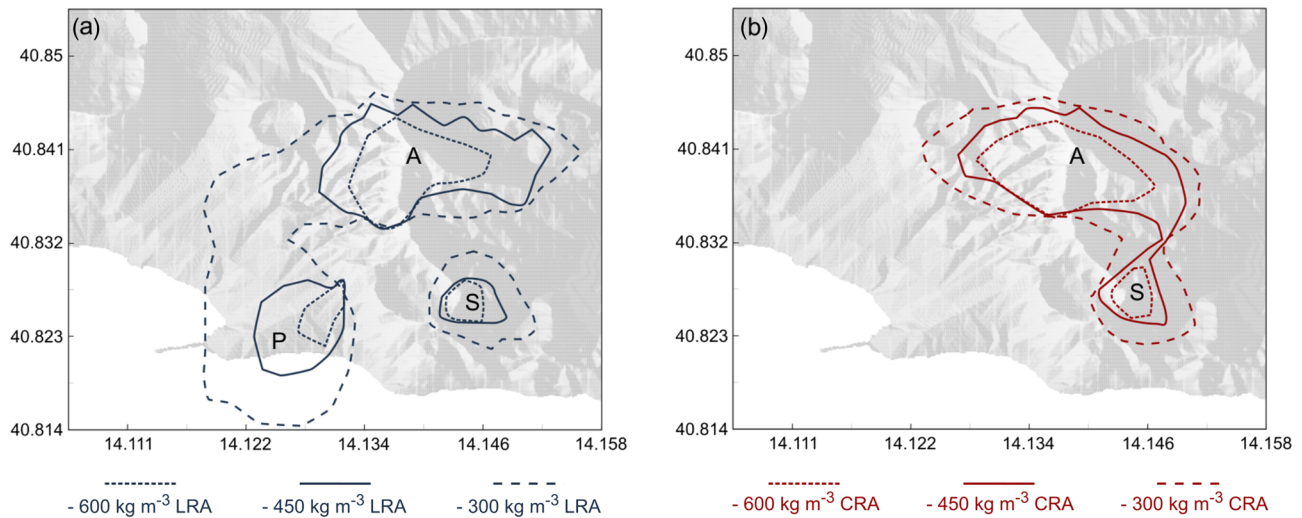 (a)
(b)
40.85
40.841
40.832
40.823
40.814
A
P
S
14.111
14.122
14.134
14.146
14.158
40.85
40.841
40.832
40.823
40.814
A
S
14.111
14.122
14.134
14.146
14.158
- 600 kg m⁻³ LRA
- 450 kg m⁻³ LRA
- 300 kg m⁻³ LRA
- 600 kg m⁻³ CRA
- 450 kg m⁻³ CRA
- 300 kg m⁻³ CRA